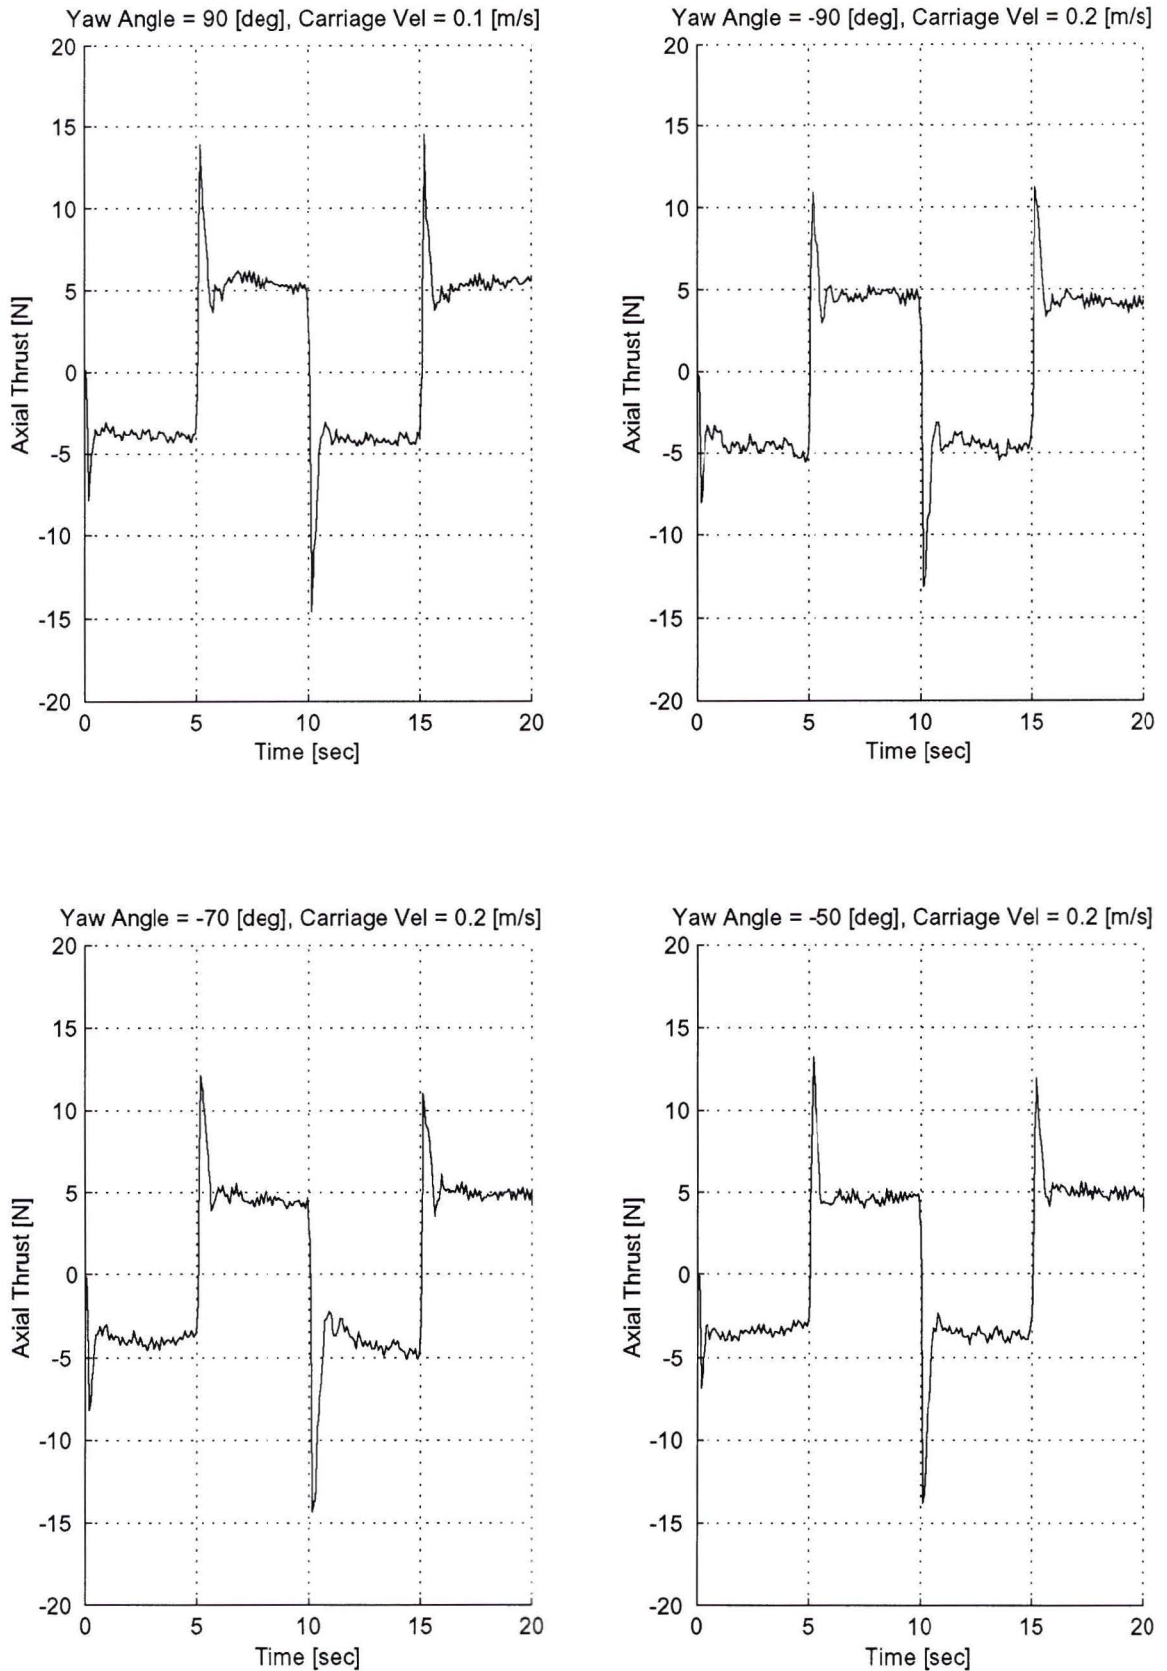 Yaw Angle = 90 [deg], Carriage Vel = 0.1 [m/s]
20
15
10
5
0
-5
-10
-15
-20
Axial Thrust [N]
0 5 10 15 20
Time [sec]
Yaw Angle = -90 [deg], Carriage Vel = 0.2 [m/s]
20
15
10
5
0
-5
-10
-15
-20
Axial Thrust [N]
0 5 10 15 20
Time [sec]
Yaw Angle = -70 [deg], Carriage Vel = 0.2 [m/s]
20
15
10
5
0
-5
-10
-15
-20
Axial Thrust [N]
0 5 10 15 20
Time [sec]
Yaw Angle = -50 [deg], Carriage Vel = 0.2 [m/s]
20
15
10
5
0
-5
-10
-15
-20
Axial Thrust [N]
0 5 10 15 20
Time [sec]